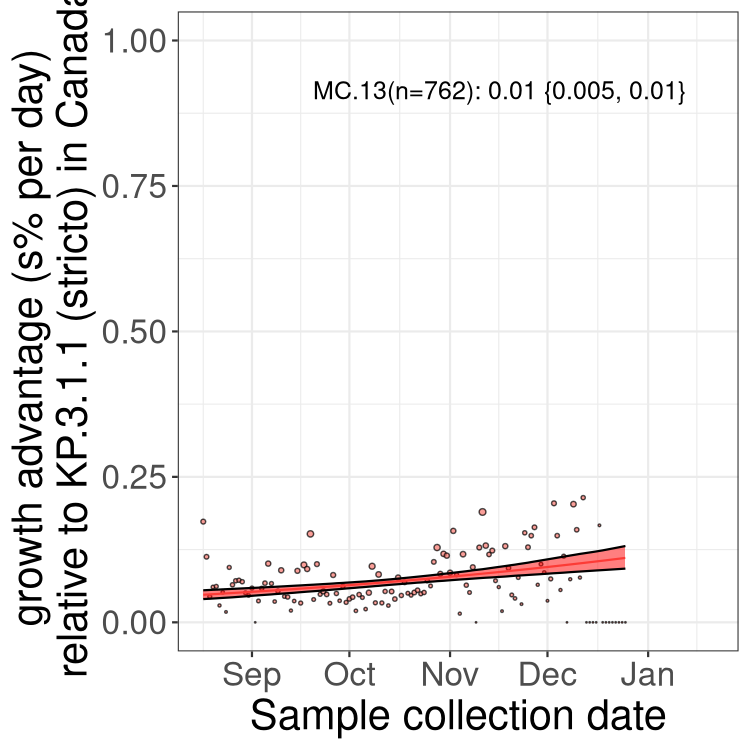 growth advantage (s% per day)
relative to KP.3.1.1 (stricto) in Canada
1.00
0.75
0.50
0.25
0.00
MC.13(n=762): 0.01 {0.005, 0.01}
Sep Oct Nov Dec Jan
Sample collection date